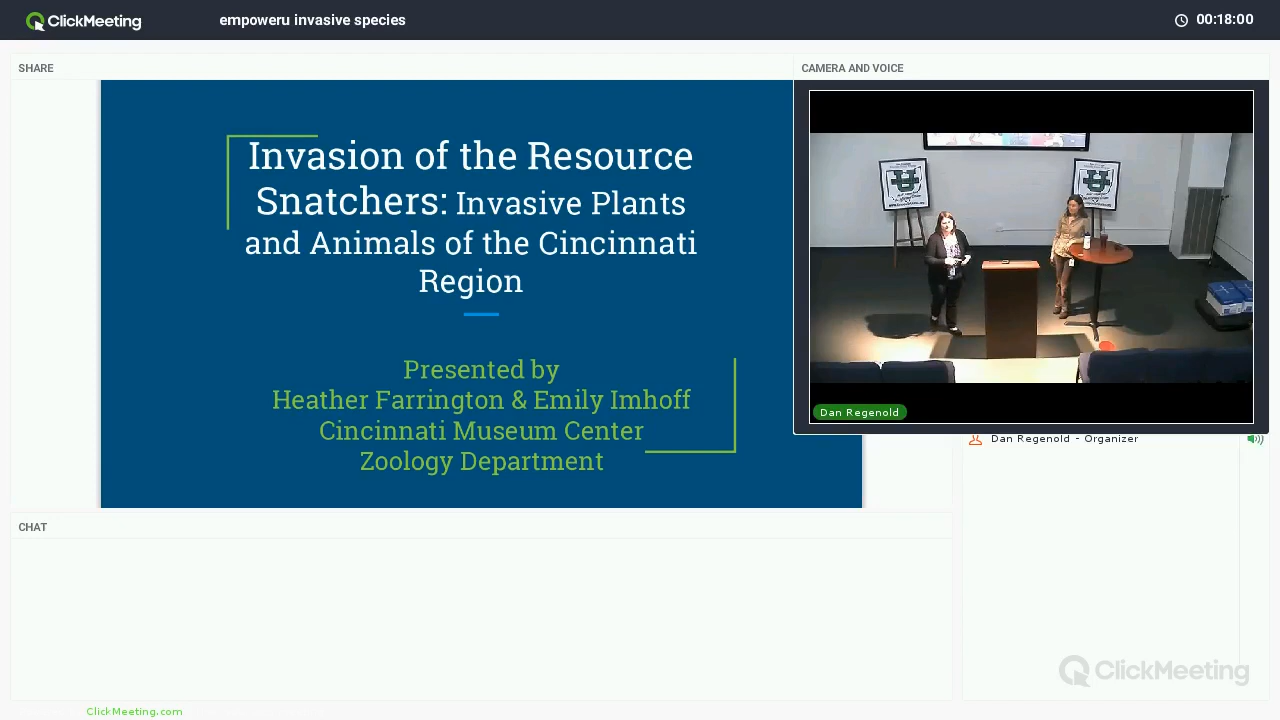 ClickMeeting
empoweru invasive species
00:18:00
SHARE
CAMERA AND VOICE
Invasion of the Resource
Snatchers: Invasive Plants
and Animals of the Cincinnati
Region
Presented by
Heather Farrington & Emily Imhoff
Cincinnati Museum Center
Zoology Department
U
U
Dan Regenold
Dan Regenold - Organizer
CHAT
ClickMeeting
ClickMeeting.com